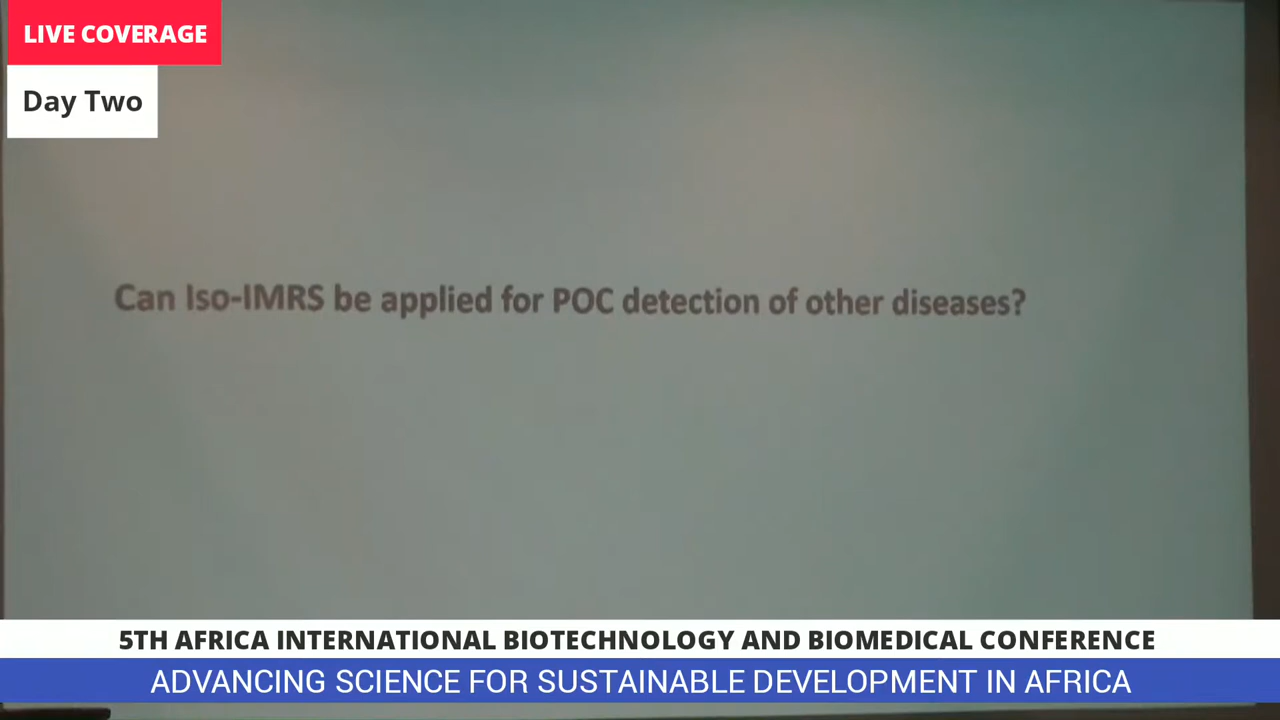 LIVE COVERAGE
Day Two
Can Iso-IMRS be applied for POC detection of other diseases?
5TH AFRICA INTERNATIONAL BIOTECHNOLOGY AND BIOMEDICAL CONFERENCE
ADVANCING SCIENCE FOR SUSTAINABLE DEVELOPMENT IN AFRICA